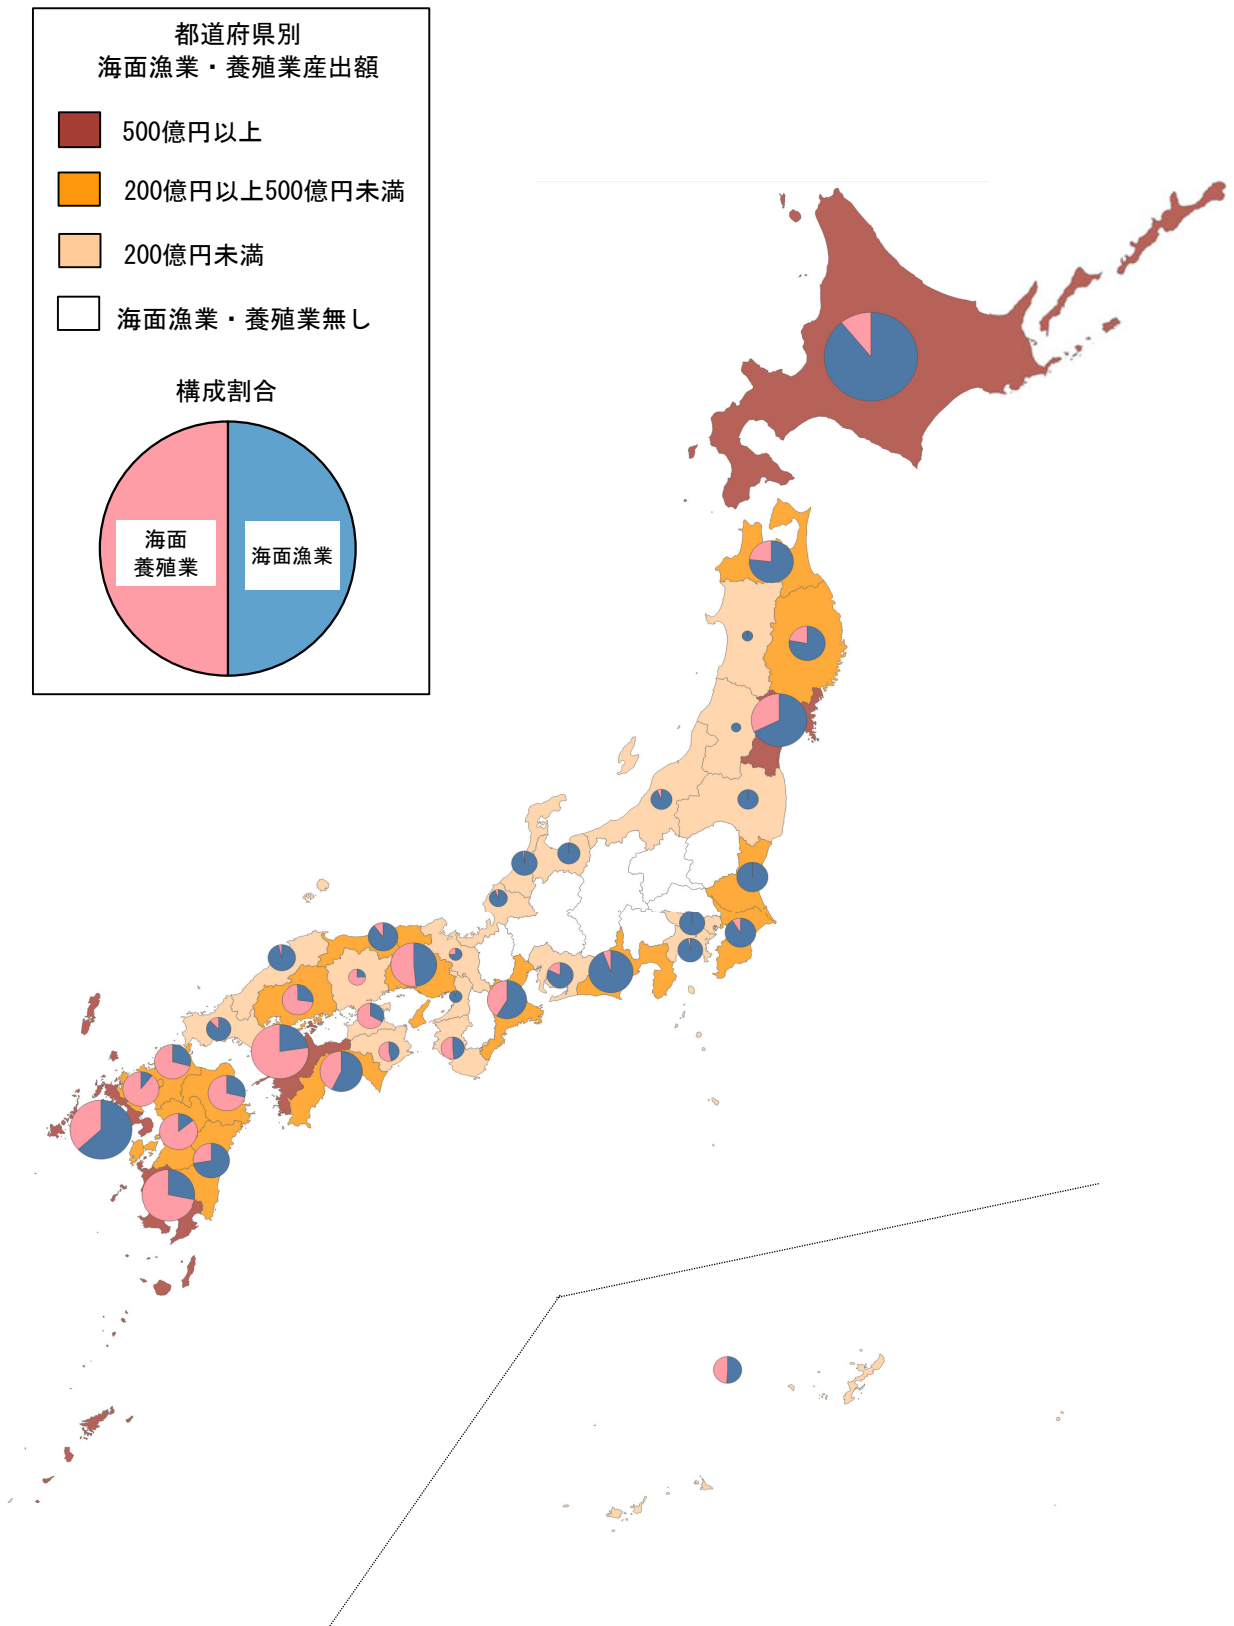 都道府県別
海面漁業・養殖業産出額
500億円以上
200億円以上500億円未満
200億円未満
海面漁業・養殖業無し
構成割合
海面
養殖業
海面漁業